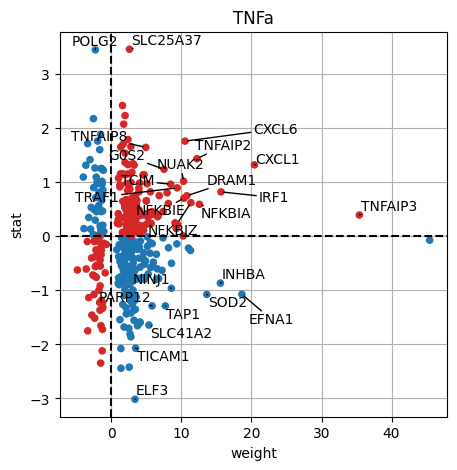 TNFa
POLG2
SLC25A37
TNFAIP8
CXCL6
TNFAIP2
G0S2
NUAK2
CXCL1
TCIM
DRAM1
TRAF1
IRF1
NFKBIE
NFKBIA
TNFAIP3
NFKBIZ
NINJ1
INHBA
PARP12
SOD2
TAP1
EFNA1
SLC41A2
TICAM1
ELF3
stat
3
2
1
0
−1
−2
−3
0
10
20
30
40
weight